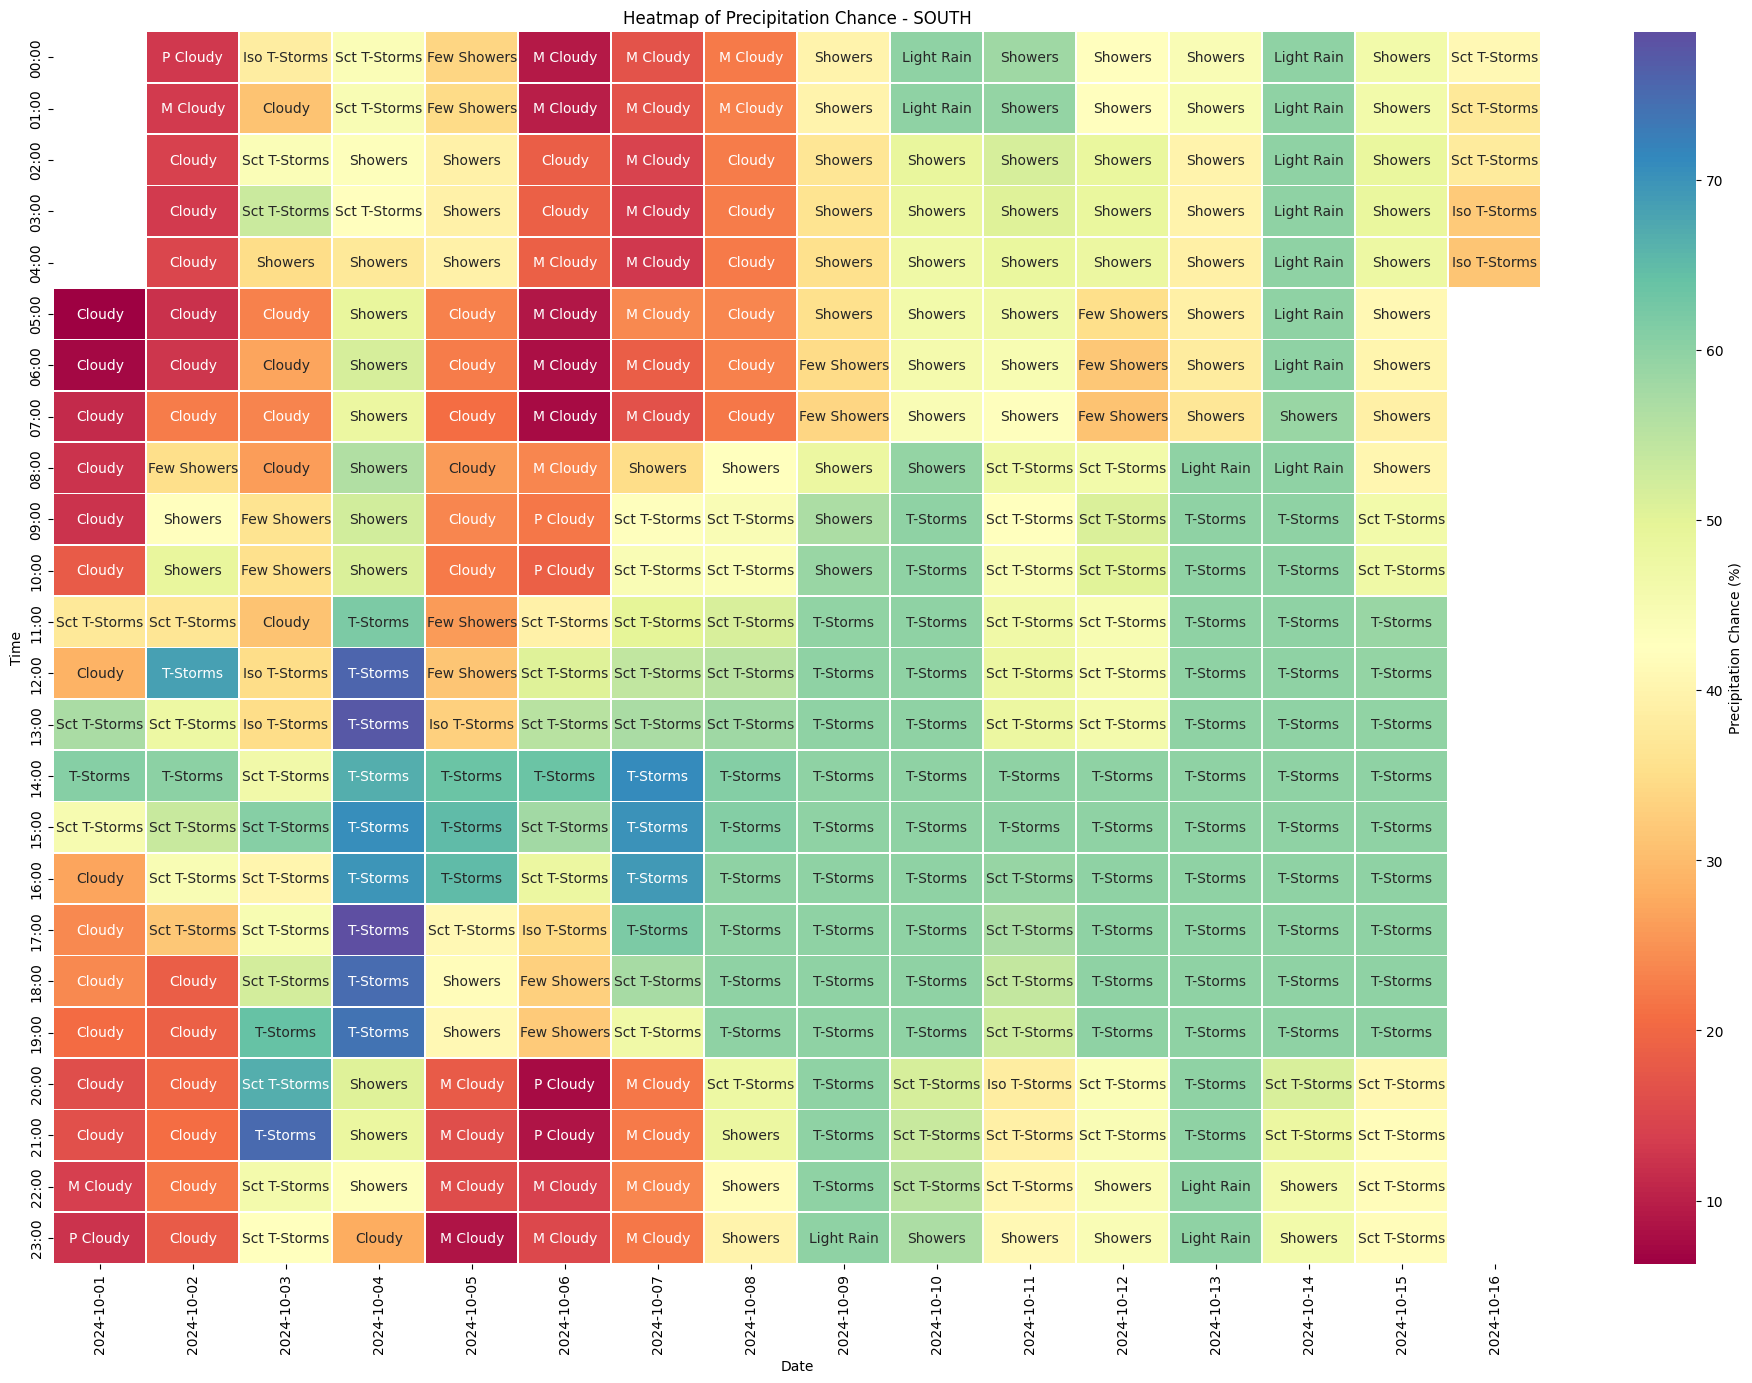 Heatmap of Precipitation Chance - SOUTH
00:00 P Cloudy Iso T-Storms Sct T-Storms Few Showers M Cloudy M Cloudy M Cloudy Showers Light Rain Showers Showers Showers Light Rain Showers Sct T-Storms
01:00 M Cloudy Cloudy Sct T-Storms Few Showers M Cloudy M Cloudy M Cloudy Showers Light Rain Showers Showers Showers Light Rain Showers Sct T-Storms
02:00 Cloudy Sct T-Storms Showers Showers Cloudy M Cloudy Cloudy Showers Showers Showers Showers Showers Light Rain Showers Sct T-Storms
03:00 Cloudy Sct T-Storms Sct T-Storms Showers Cloudy M Cloudy Cloudy Showers Showers Showers Showers Showers Light Rain Showers Iso T-Storms
04:00 Cloudy Showers Showers Showers M Cloudy M Cloudy Cloudy Showers Showers Showers Showers Showers Light Rain Showers Iso T-Storms
05:00 Cloudy Cloudy Cloudy Showers Cloudy M Cloudy M Cloudy Cloudy Showers Showers Showers Few Showers Showers Light Rain Showers
06:00 Cloudy Cloudy Cloudy Showers Cloudy M Cloudy M Cloudy Cloudy Few Showers Showers Showers Few Showers Showers Light Rain Showers
07:00 Cloudy Cloudy Cloudy Showers Cloudy M Cloudy M Cloudy Cloudy Few Showers Showers Showers Few Showers Showers Showers Showers
08:00 Cloudy Few Showers Cloudy Showers Cloudy M Cloudy Showers Showers Showers Showers Sct T-Storms Sct T-Storms Light Rain Light Rain Showers
09:00 Cloudy Showers Few Showers Showers Cloudy P Cloudy Sct T-Storms Sct T-Storms Showers T-Storms Sct T-Storms Sct T-Storms T-Storms T-Storms Sct T-Storms
10:00 Cloudy Showers Few Showers Showers Cloudy P Cloudy Sct T-Storms Sct T-Storms Showers T-Storms Sct T-Storms Sct T-Storms T-Storms T-Storms Sct T-Storms
11:00 Sct T-Storms Sct T-Storms Cloudy T-Storms Few Showers Sct T-Storms Sct T-Storms Sct T-Storms T-Storms T-Storms Sct T-Storms Sct T-Storms T-Storms T-Storms T-Storms
12:00 Cloudy T-Storms Iso T-Storms T-Storms Few Showers Sct T-Storms Sct T-Storms Sct T-Storms T-Storms T-Storms Sct T-Storms Sct T-Storms T-Storms T-Storms T-Storms
13:00 Sct T-Storms Sct T-Storms Iso T-Storms T-Storms Iso T-Storms Sct T-Storms Sct T-Storms Sct T-Storms T-Storms T-Storms Sct T-Storms Sct T-Storms T-Storms T-Storms T-Storms
14:00 T-Storms T-Storms Sct T-Storms T-Storms T-Storms T-Storms T-Storms T-Storms T-Storms T-Storms T-Storms T-Storms T-Storms T-Storms T-Storms
15:00 Sct T-Storms Sct T-Storms Sct T-Storms T-Storms T-Storms Sct T-Storms T-Storms T-Storms T-Storms T-Storms T-Storms T-Storms T-Storms T-Storms T-Storms
16:00 Cloudy Sct T-Storms Sct T-Storms T-Storms T-Storms Sct T-Storms T-Storms T-Storms T-Storms T-Storms Sct T-Storms T-Storms T-Storms T-Storms T-Storms
17:00 Cloudy Sct T-Storms Sct T-Storms T-Storms Sct T-Storms Iso T-Storms T-Storms T-Storms T-Storms T-Storms Sct T-Storms T-Storms T-Storms T-Storms T-Storms
18:00 Cloudy Cloudy Sct T-Storms T-Storms Showers Few Showers Sct T-Storms T-Storms T-Storms T-Storms Sct T-Storms T-Storms T-Storms T-Storms T-Storms
19:00 Cloudy Cloudy T-Storms T-Storms Showers Few Showers Sct T-Storms T-Storms T-Storms T-Storms Sct T-Storms T-Storms T-Storms T-Storms T-Storms
20:00 Cloudy Cloudy Sct T-Storms Showers M Cloudy P Cloudy M Cloudy Sct T-Storms T-Storms Sct T-Storms Iso T-Storms Sct T-Storms T-Storms Sct T-Storms Sct T-Storms
21:00 Cloudy Cloudy T-Storms Showers M Cloudy P Cloudy M Cloudy Showers T-Storms Sct T-Storms Sct T-Storms Sct T-Storms T-Storms Sct T-Storms Sct T-Storms
22:00 M Cloudy Cloudy Sct T-Storms Showers M Cloudy M Cloudy M Cloudy Showers T-Storms Sct T-Storms Sct T-Storms Showers Light Rain Showers Sct T-Storms
23:00 P Cloudy Cloudy Sct T-Storms Cloudy M Cloudy M Cloudy M Cloudy Showers Light Rain Showers Showers Showers Light Rain Showers Sct T-Storms
Time
2024-10-01 2024-10-02 2024-10-03 2024-10-04 2024-10-05 2024-10-06 2024-10-07 2024-10-08 2024-10-09 2024-10-10 2024-10-11 2024-10-12 2024-10-13 2024-10-14 2024-10-15 2024-10-16
Date
70
60
50
40
30
20
10
Precipitation Chance (%)